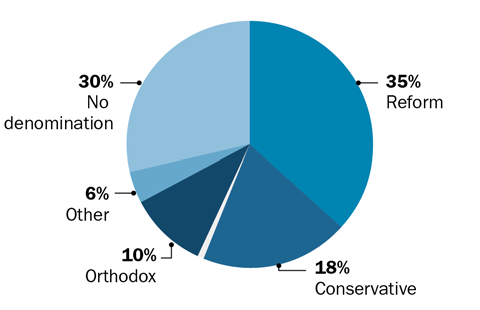 30%
No
denomination
35%
Reform
6%
Other
10%
Orthodox
18%
Conservative